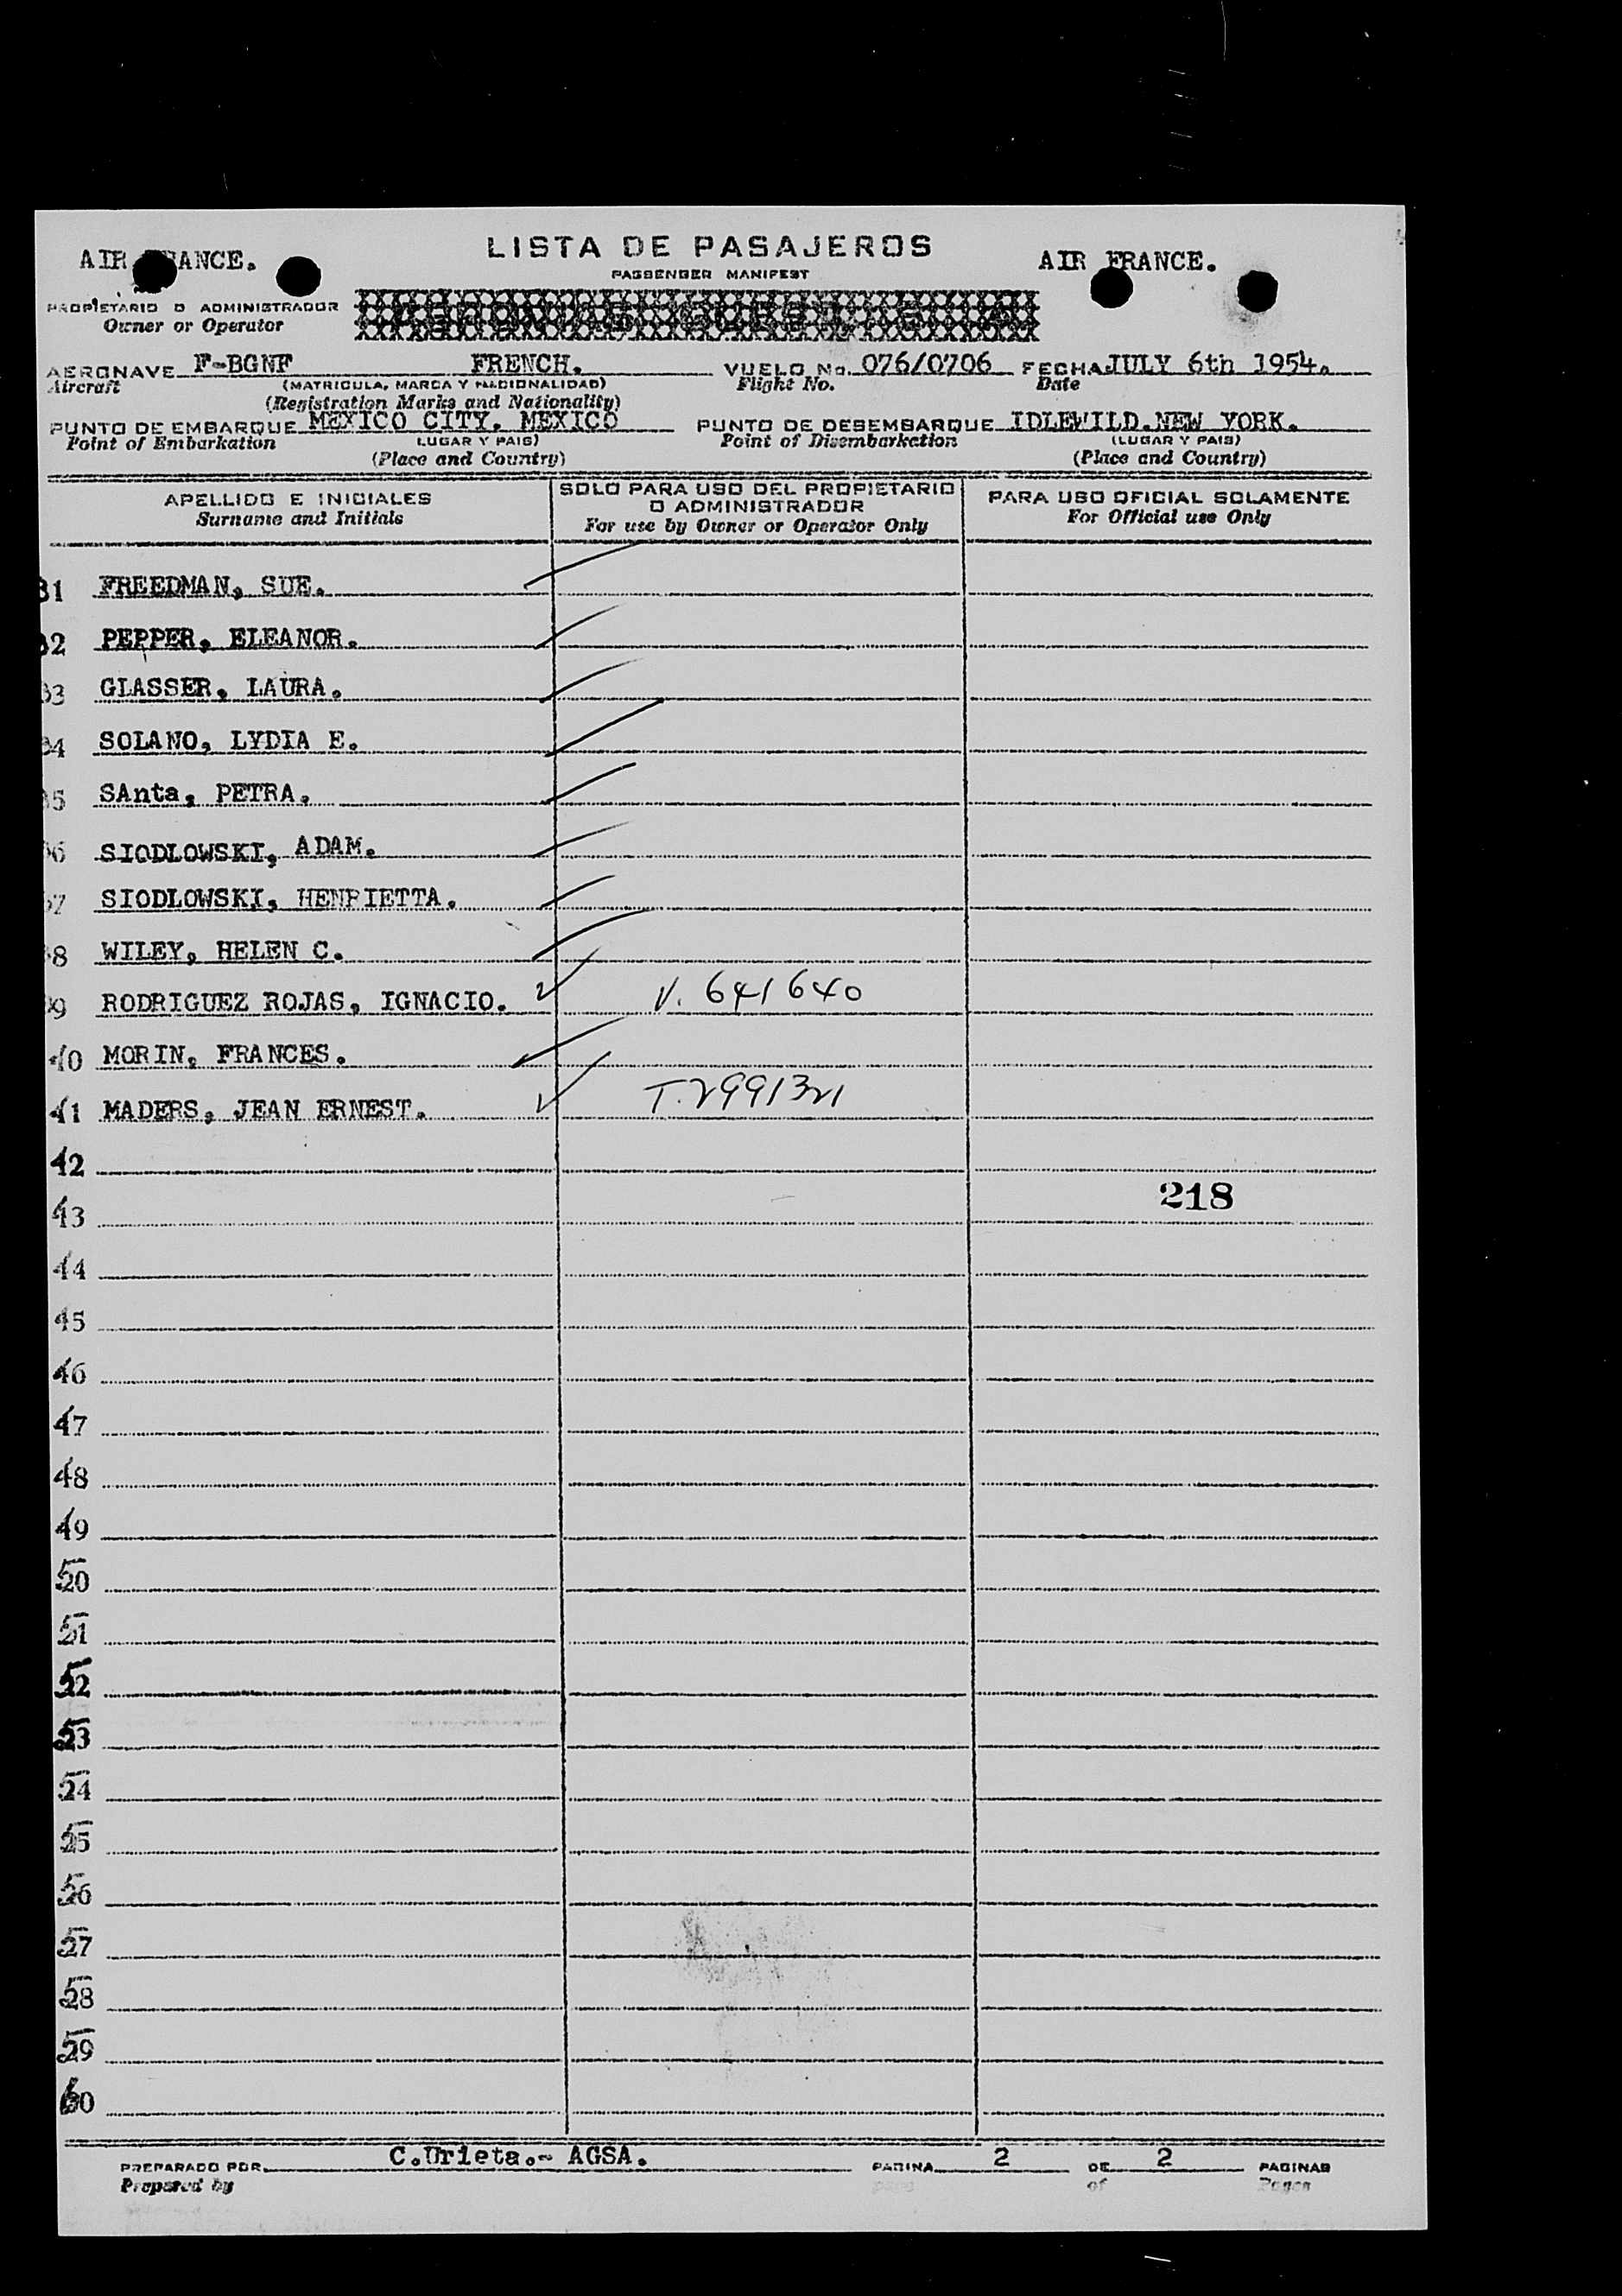 LISTA DE PASAJEROS
AIR FRANCE. AIR FRANCE.
PASSENGER MANIFEST
PROPIETARIO O ADMINISTRADOR
Owner or Operator
AERONAVE F-BGNF FRENCH. VUELO No. 076/0706 FECHA JULY 6th 1954.
Aircraft (MATRICULA, MARCA Y NACIONALIDAD) Flight No. Date
(Registration Marks and Nationality)
PUNTO DE EMBARQUE MEXICO CITY. MEXICO PUNTO DE DESEMBARQUE IDLEWILD.NEW YORK.
Point of Embarkation (LUGAR Y PAIS) Point of Disembarkation (LUGAR Y PAIS)
(Place and Country) (Place and Country)
APELLIDO E INICIALES SOLO PARA USO DEL PROPIETARIO O ADMINISTRADOR PARA USO OFICIAL SOLAMENTE
Surname and Initials For use by Owner or Operator Only For Official use Only
31 FREEDMAN, SUE.
32 PEPPER, ELEANOR.
33 GLASSER, LAURA.
34 SOLANO, LYDIA E.
35 SAnta, PETRA.
36 SIODLOWSKI, ADAM.
37 SIODLOWSKI, HENRIETTA.
38 WILEY, HELEN C.
39 RODRIGUEZ ROJAS, IGNACIO. V. 641640
40 MORIN, FRANCES.
41 MADERS, JEAN ERNEST. T. 2991321
42
218
43
44
45
46
47
48
49
50
51
52
53
54
55
56
57
58
59
60
PREPARADO POR C.Urieta.- AGSA. PAGINA 2 DE 2 PAGINAS
Prepared by page of Pages